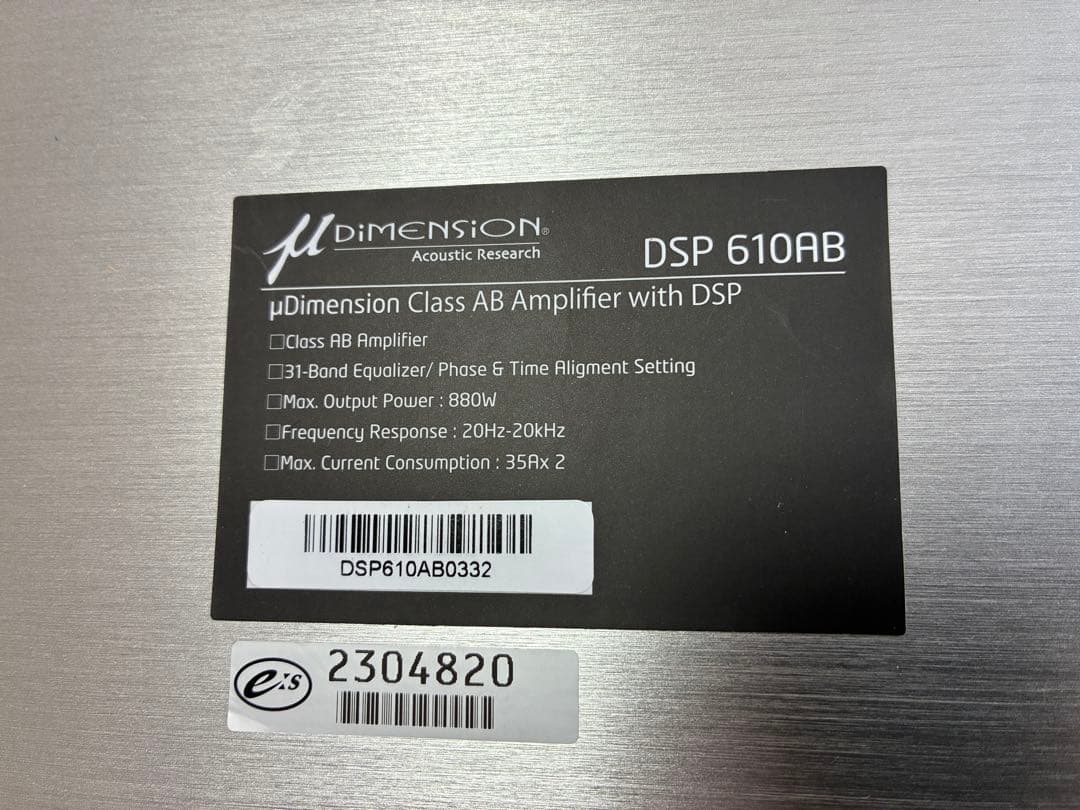 µ DiMENSiON®
Acoustic Research
DSP 610AB
µDimension Class AB Amplifier with DSP
□Class AB Amplifier
□31-Band Equalizer/ Phase & Time Aligment Setting
□Max. Output Power : 880W
□Frequency Response : 20Hz-20kHz
□Max. Current Consumption : 35Ax 2
DSP610AB0332
e:s 2304820